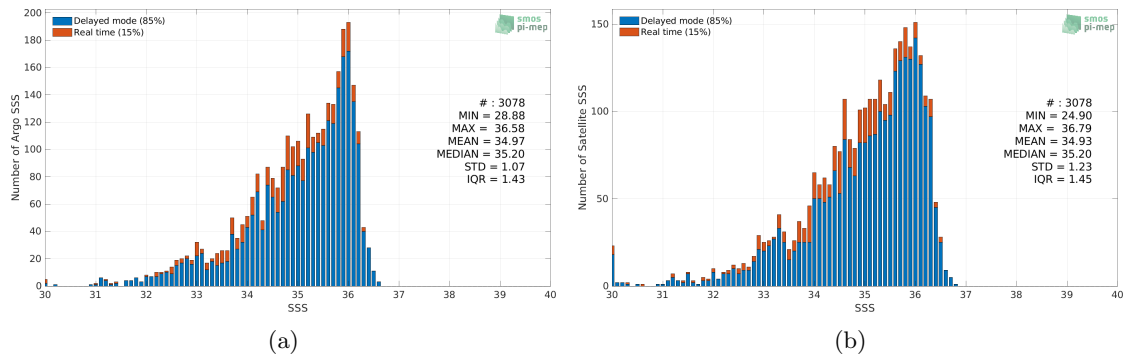 Delayed mode (85%)
Real time (15%)
smos
pi-mep
200
180
160
140
120
100
80
60
40
20
0
Number of Argo SSS
# : 3078
MIN = 28.88
MAX = 36.58
MEAN = 34.97
MEDIAN = 35.20
STD = 1.07
IQR = 1.43
30 31 32 33 34 35 36 37 38 39 40
SSS
(a)
Delayed mode (85%)
Real time (15%)
smos
pi-mep
150
100
50
0
Number of Satellite SSS
# : 3078
MIN = 24.90
MAX = 36.79
MEAN = 34.93
MEDIAN = 35.20
STD = 1.23
IQR = 1.45
30 31 32 33 34 35 36 37 38 39 40
SSS
(b)